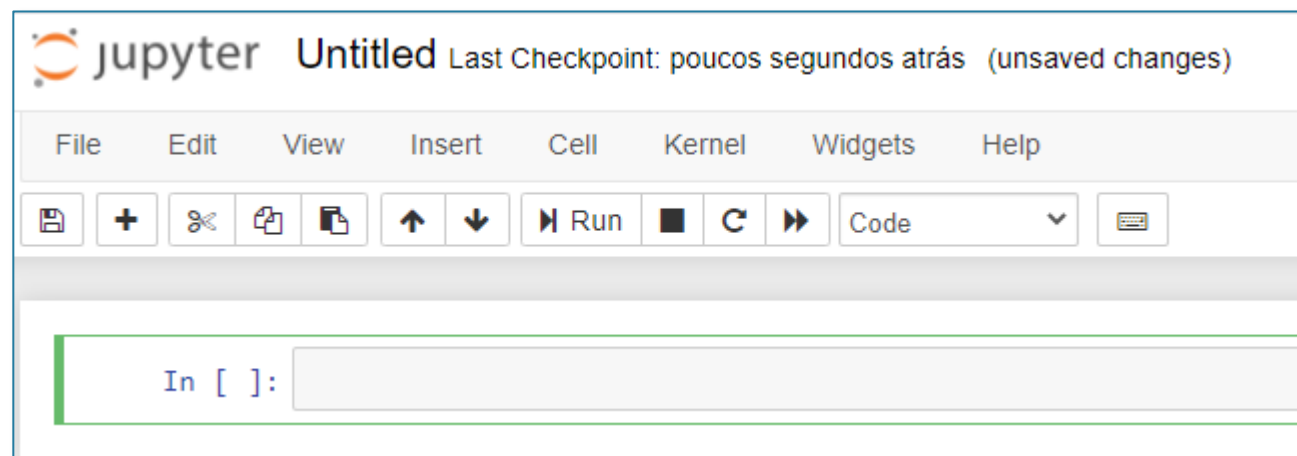 jupyter Untitled Last Checkpoint: poucos segundos atrás (unsaved changes)
File Edit View Insert Cell Kernel Widgets Help
Run Code
In [ ]: